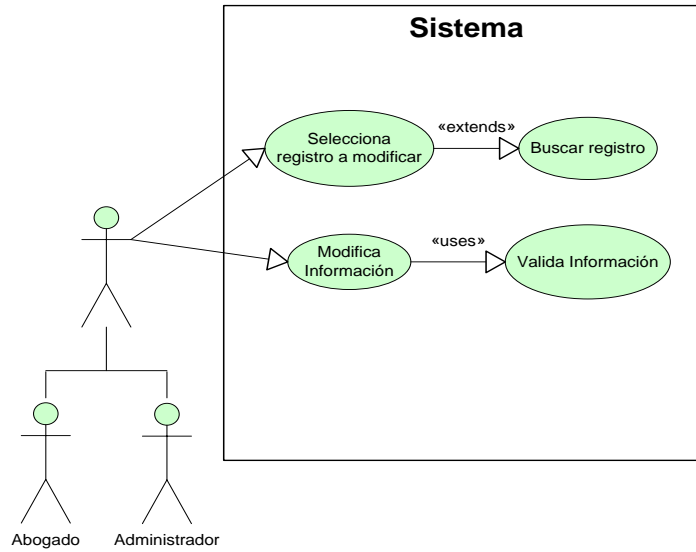 Sistema
Selecciona
registro a modificar
«extends»
Buscar registro
Modifica
Información
«uses»
Valida Información
Abogado
Administrador